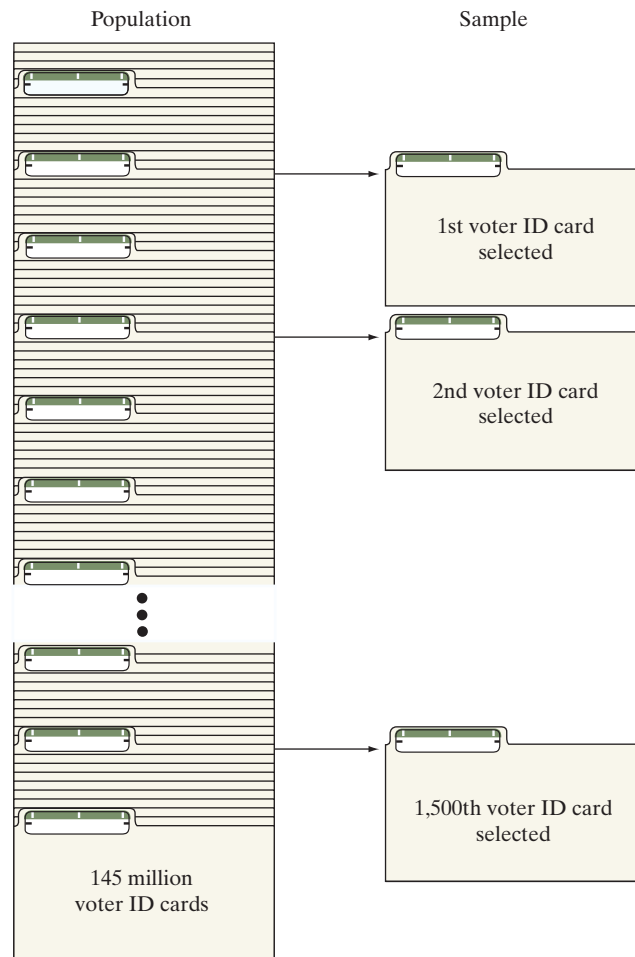 Population
Sample
1st voter ID card
selected
2nd voter ID card
selected
1,500th voter ID card
selected
145 million
voter ID cards